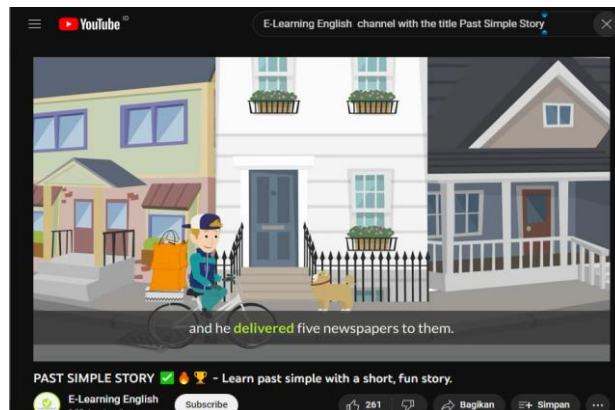 YouTube ID
E-Learning English channel with the title Past Simple Story
and he delivered five newspapers to them.
PAST SIMPLE STORY ✅ 🔥 🏆 - Learn past simple with a short, fun story.
E-Learning English
Subscribe
261
Bagikan
Simpan